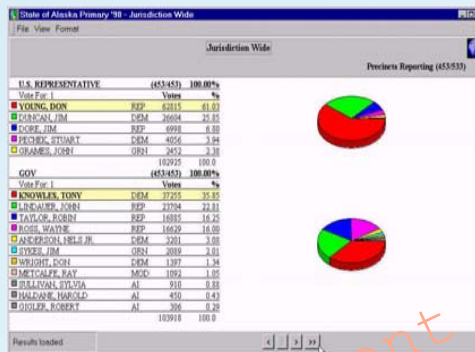 State of Alaska Primary '98 - Jurisdiction Wide
File View Format
Jurisdiction Wide
Precincts Reporting (453/533)
U.S. REPRESENTATIVE (453/453) 100.00%
Vote For: 1 Votes %
YOUNG, DON REP 62815 61.03
DUNCAN, JIM DEM 26604 25.85
DORE, JIM REP 6998 6.80
PECHEK, STUART DEM 4056 3.94
GRAMES, JOHN GRN 2452 2.38
102925 100.0
GOV (453/453) 100.00%
Vote For: 1 Votes %
KNOWLES, TONY DEM 37255 35.85
LINDAUER, JOHN REP 23704 22.81
TAYLOR, ROBIN REP 16885 16.25
ROSS, WAYNE REP 16629 16.00
ANDERSON, NELS JR. DEM 3201 3.08
SYKES, JIM GRN 2089 2.01
WRIGHT, DON DEM 1397 1.34
METCALFE, RAY MOD 1092 1.05
SULLIVAN, SYLVIA AI 910 0.88
HALDANE, HAROLD AI 450 0.43
GIGLER, ROBERT AI 306 0.29
103918 100.0
Results loaded.